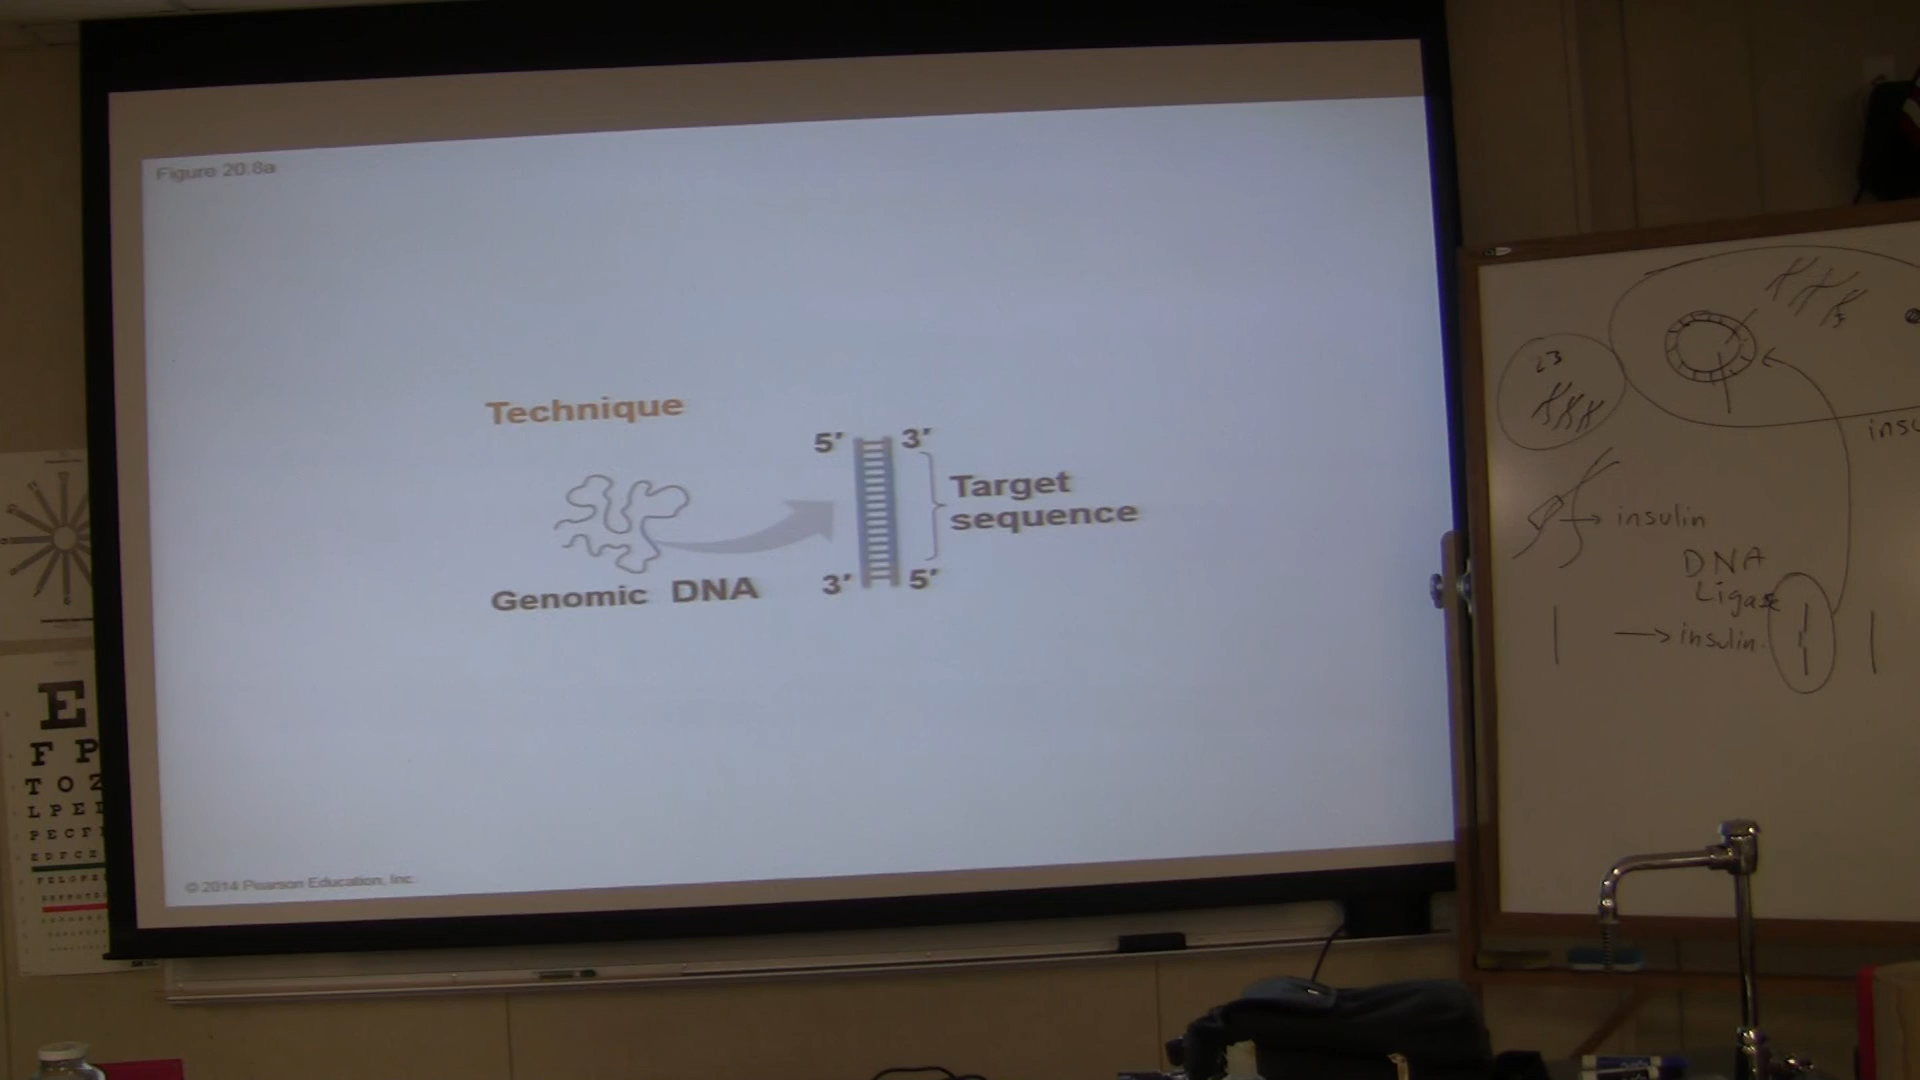 Figure 20.8a
Technique
5′ 3′
Target
sequence
Genomic DNA
3′ 5′
© 2014 Pearson Education, Inc.
23
insulin
DNA
Ligase
insulin
E
F P
T O Z
L P E D
P E C F
E D F C Z